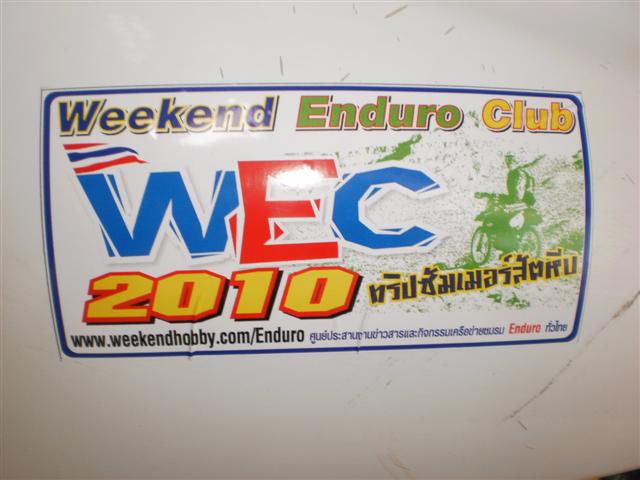 Weekend Enduro Club
WEC
2010 ทริปซัมเมอร์สัตหีบ
www.weekendhobby.com/Enduro ศูนย์ประสานงานข่าวสารและกิจกรรมเครือข่ายชมรม Enduro ทั่วไทย